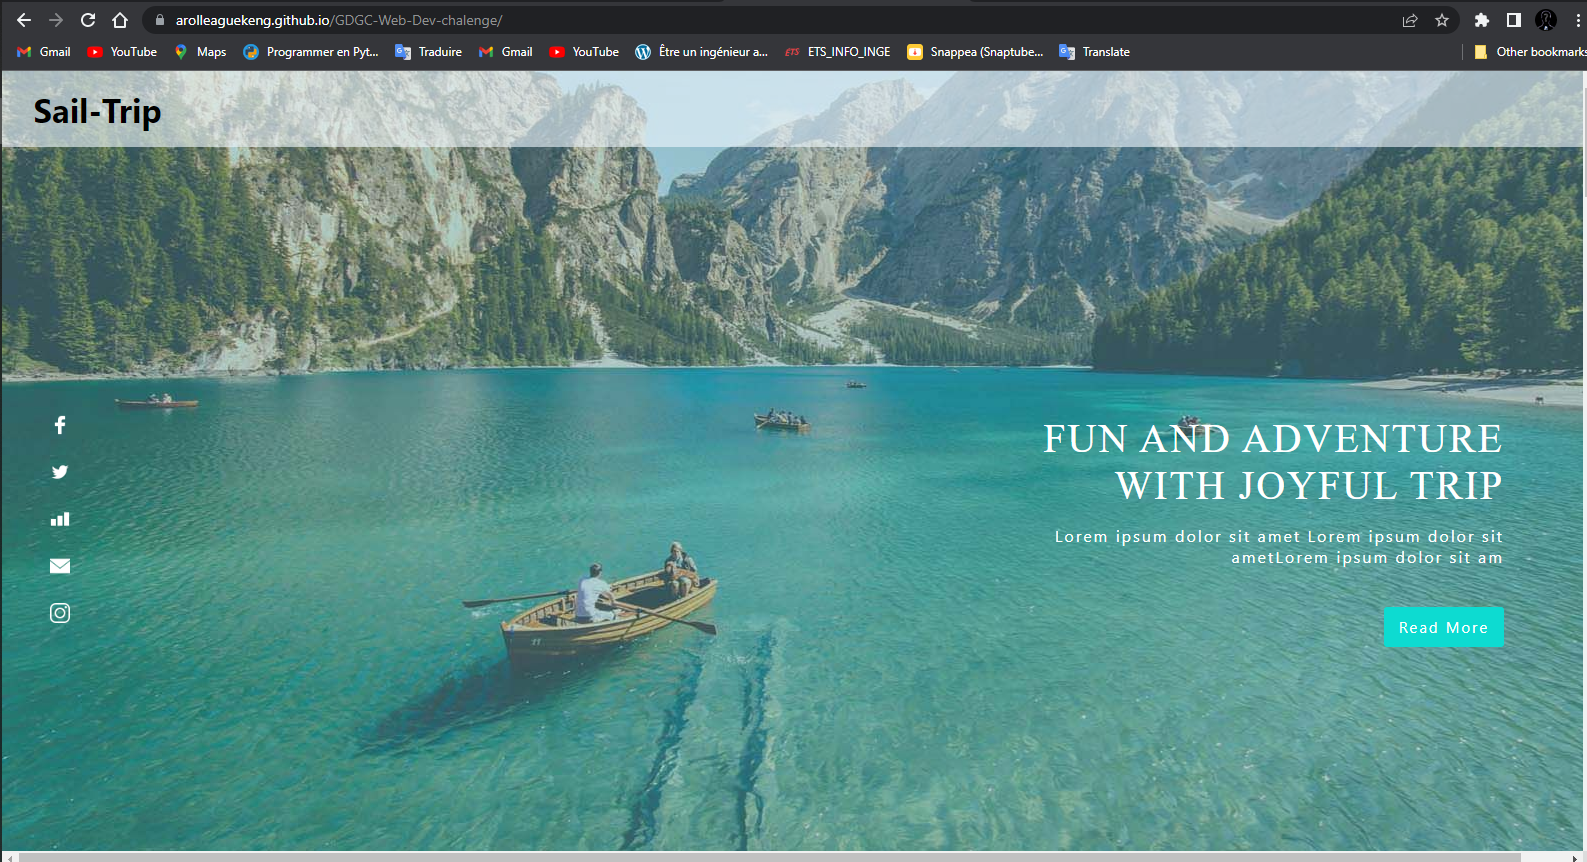 arolleaguekeng.github.io/GDGC-Web-Dev-chalenge/
Gmail YouTube Maps Programmer en Pyt... Traduire Gmail YouTube Être un ingénieur a... ETS ETS_INFO_INGE Snappea (Snaptube... Translate Other bookmarks
Sail-Trip
FUN AND ADVENTURE
WITH JOYFUL TRIP
Lorem ipsum dolor sit amet Lorem ipsum dolor sit
ametLorem ipsum dolor sit am
Read More
11